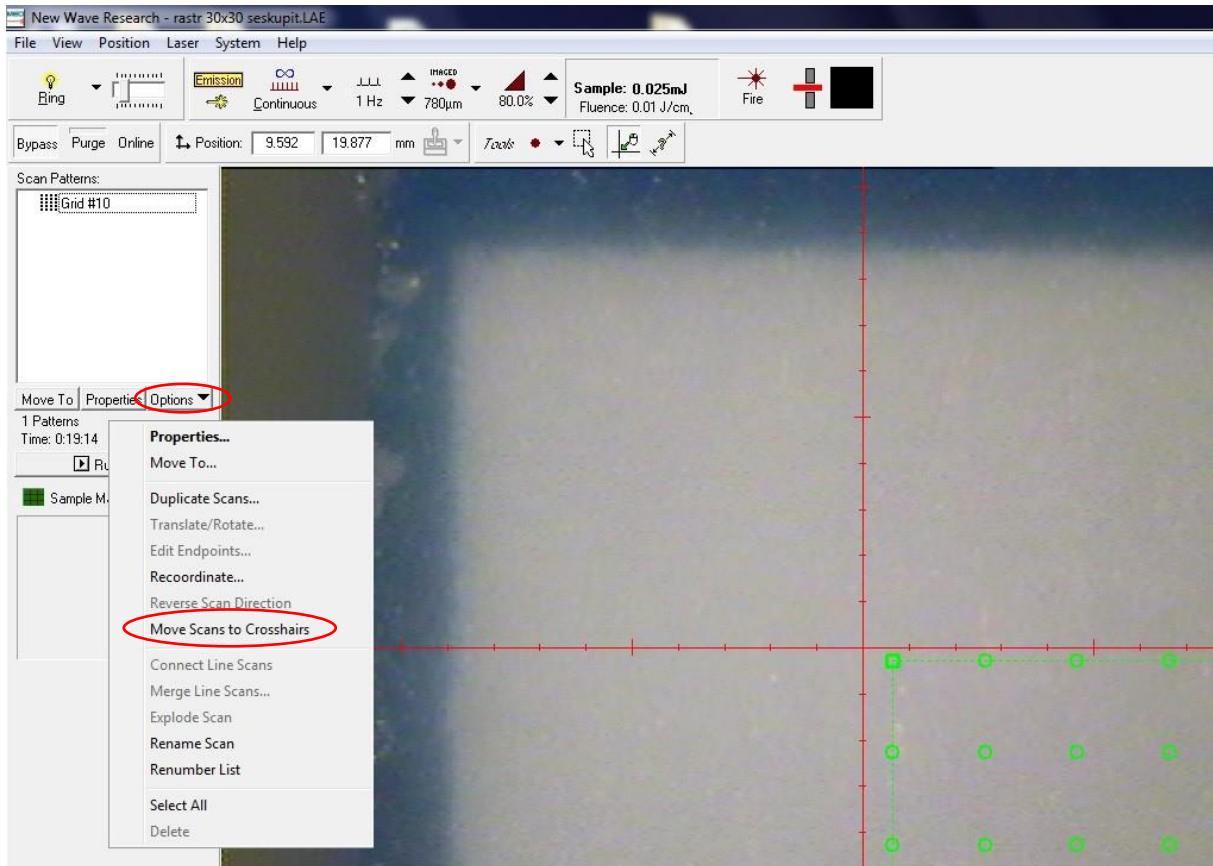 New Wave Research - rastr 30x30 seskupit.LAE
File View Position Laser System Help
Ring
Emission
Continuous
1 Hz
IMAGED
780µm
80.0%
Sample: 0.025mJ
Fluence: 0.01 J/cm
Fire
Bypass Purge Online
Position: 9.592 19.877 mm
Tools
Scan Patterns:
Grid #10
Move To Properties Options
1 Patterns
Time: 0:19:14
Properties...
Move To...
Duplicate Scans...
Translate/Rotate...
Edit Endpoints...
Recoordinate...
Reverse Scan Direction
Move Scans to Crosshairs
Connect Line Scans
Merge Line Scans...
Explode Scan
Rename Scan
Renumber List
Select All
Delete
Sample